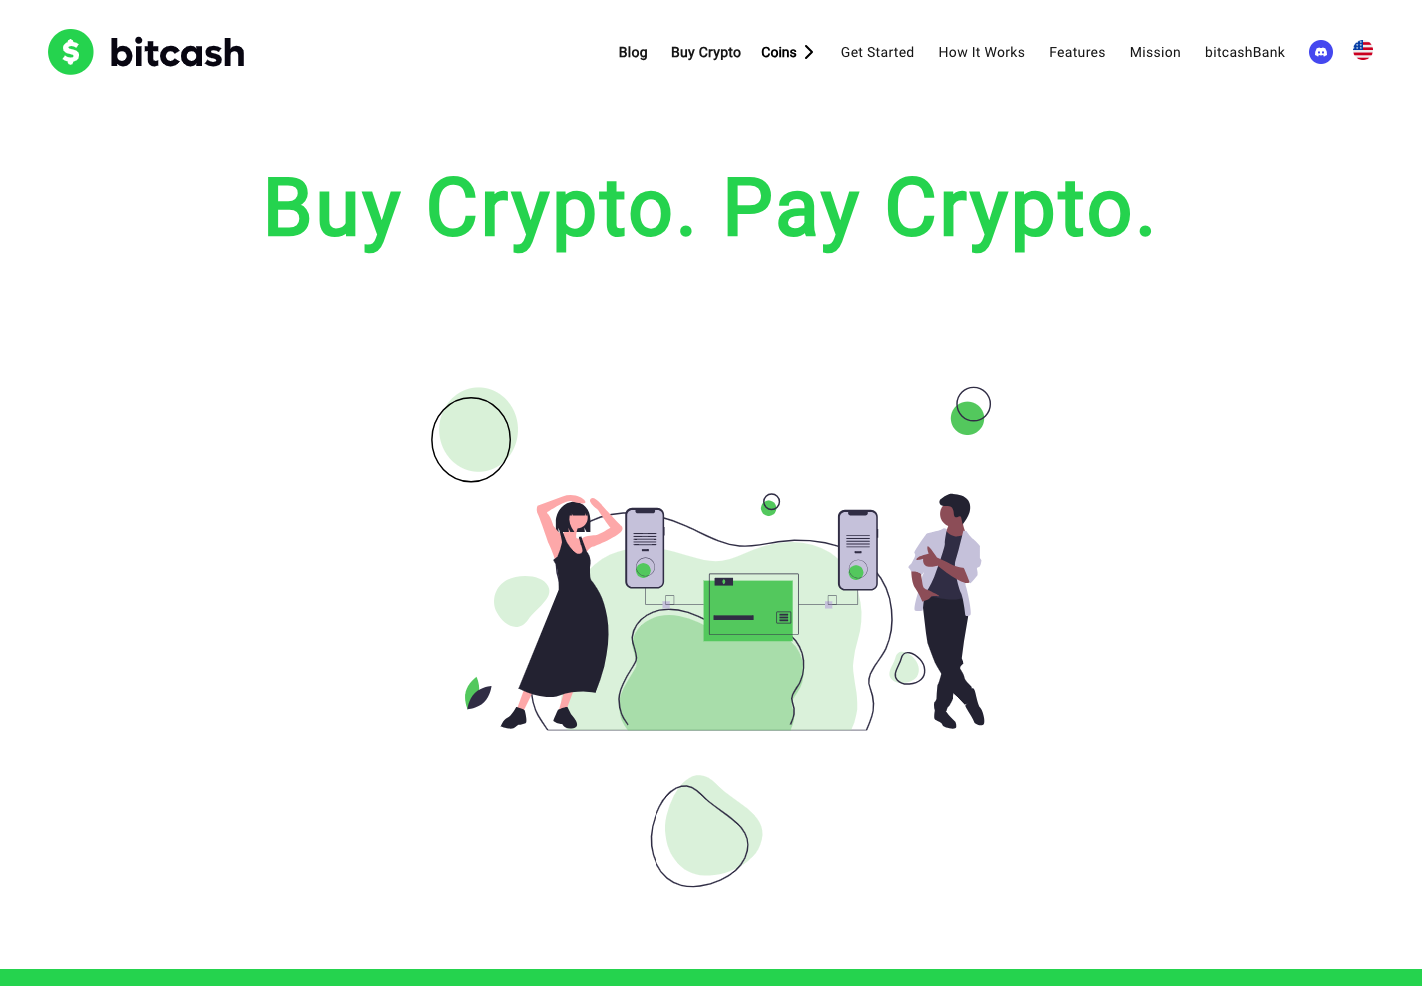 bitcash
Blog Buy Crypto Coins Get Started How It Works Features Mission bitcashBank
Buy Crypto. Pay Crypto.